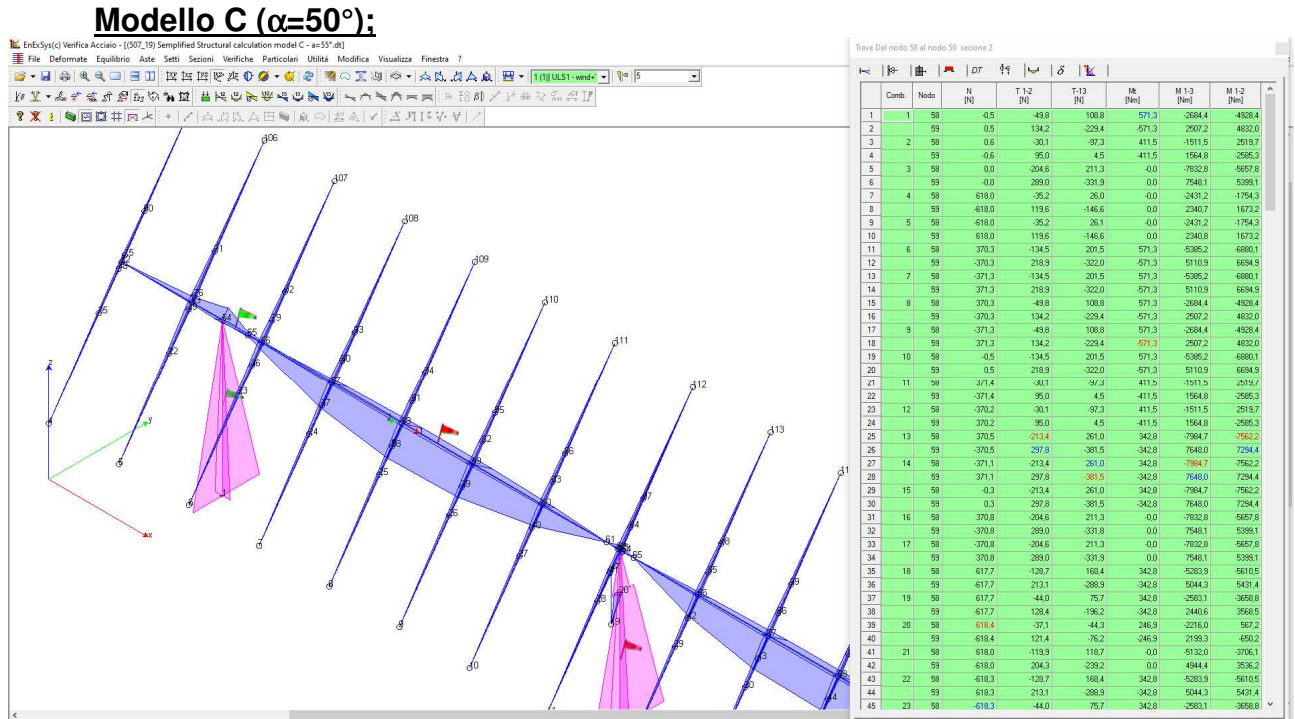 Modello C (α=50°);
EnExSys(c) Verifica Acciaio - [(507_19) Semplified Structural calculation model C - a=55°.dt]
File Deformate Equilibrio Aste Setti Sezioni Verifiche Particolari Utilità Modifica Visualizza Finestra ?
1 (1)] ULS1 - wind+
5
Trave Dal nodo 58 al nodo 59 sezione 2
Comb. Nodo N [N] T 1-2 [N] T-13 [N] Mt [Nm] M 1-3 [Nm] M 1-2 [Nm]
1 1 58 -0,5 -49,8 108,8 571,3 -2684,4 -4928,4
2 59 0,5 134,2 -229,4 -571,3 2507,2 4832,0
3 2 58 0,6 -30,1 -97,3 411,5 -1511,5 2519,7
4 59 -0,6 95,0 4,5 -411,5 1564,8 -2585,3
5 3 58 0,0 -204,6 211,3 -0,0 -7832,8 -5657,8
6 59 -0,0 289,0 -331,9 0,0 7548,1 5399,1
7 4 58 618,0 -35,2 26,0 -0,0 -2431,2 -1754,3
8 59 -618,0 119,6 -146,6 0,0 2340,7 1673,2
9 5 58 -618,0 -35,2 26,1 -0,0 -2431,2 -1754,3
10 59 618,0 119,6 -146,6 0,0 2340,8 1673,2
11 6 58 370,3 -134,5 201,5 571,3 -5385,2 -6880,1
12 59 -370,3 218,9 -322,0 -571,3 5110,9 6694,9
13 7 58 -371,3 -134,5 201,5 571,3 -5385,2 -6880,1
14 59 371,3 218,9 -322,0 -571,3 5110,9 6694,9
15 8 58 370,3 -49,8 108,8 571,3 -2684,4 -4928,4
16 59 -370,3 134,2 -229,4 -571,3 2507,2 4832,0
17 9 58 -371,3 -49,8 108,8 571,3 -2684,4 -4928,4
18 59 371,3 134,2 -229,4 -571,3 2507,2 4832,0
19 10 58 -0,5 -134,5 201,5 571,3 -5385,2 -6880,1
20 59 0,5 218,9 -322,0 -571,3 5110,9 6694,9
21 11 58 371,4 -30,1 -97,3 411,5 -1511,5 2519,7
22 59 -371,4 95,0 4,5 -411,5 1564,8 -2585,3
23 12 58 -370,2 -30,1 -97,3 411,5 -1511,5 2519,7
24 59 370,2 95,0 4,5 -411,5 1564,8 -2585,3
25 13 58 370,5 -213,4 261,0 342,8 -7984,7 -7562,2
26 59 -370,5 297,8 -381,5 -342,8 7648,0 7294,4
27 14 58 -371,1 -213,4 261,0 342,8 -7984,7 -7562,2
28 59 371,1 297,8 -381,5 -342,8 7648,0 7294,4
29 15 58 -0,3 -213,4 261,0 342,8 -7984,7 -7562,2
30 59 0,3 297,8 -381,5 -342,8 7648,0 7294,4
31 16 58 370,8 -204,6 211,3 -0,0 -7832,8 -5657,8
32 59 -370,8 289,0 -331,8 0,0 7548,1 5399,1
33 17 58 -370,8 -204,6 211,3 -0,0 -7832,8 -5657,8
34 59 370,8 289,0 -331,9 0,0 7548,1 5399,1
35 18 58 617,7 -128,7 168,4 342,8 -5283,9 -5610,5
36 59 -617,7 213,1 -288,9 -342,8 5044,3 5431,4
37 19 58 617,7 -44,0 75,7 342,8 -2583,1 -3658,8
38 59 -617,7 128,4 -196,2 -342,8 2440,6 3568,5
39 20 58 618,4 -37,1 -44,3 246,9 -2216,0 567,2
40 59 -618,4 121,4 -76,2 -246,9 2199,3 -650,2
41 21 58 618,0 -119,9 118,7 -0,0 -5132,0 -3706,1
42 59 -618,0 204,3 -239,2 0,0 4944,4 3536,2
43 22 58 -618,3 -128,7 168,4 342,8 -5283,9 -5610,5
44 59 618,3 213,1 -288,9 -342,8 5044,3 5431,4
45 23 58 -618,3 -44,0 75,7 342,8 -2583,1 -3658,8
106
107
108
109
110
111
112
113
z
y
x
10